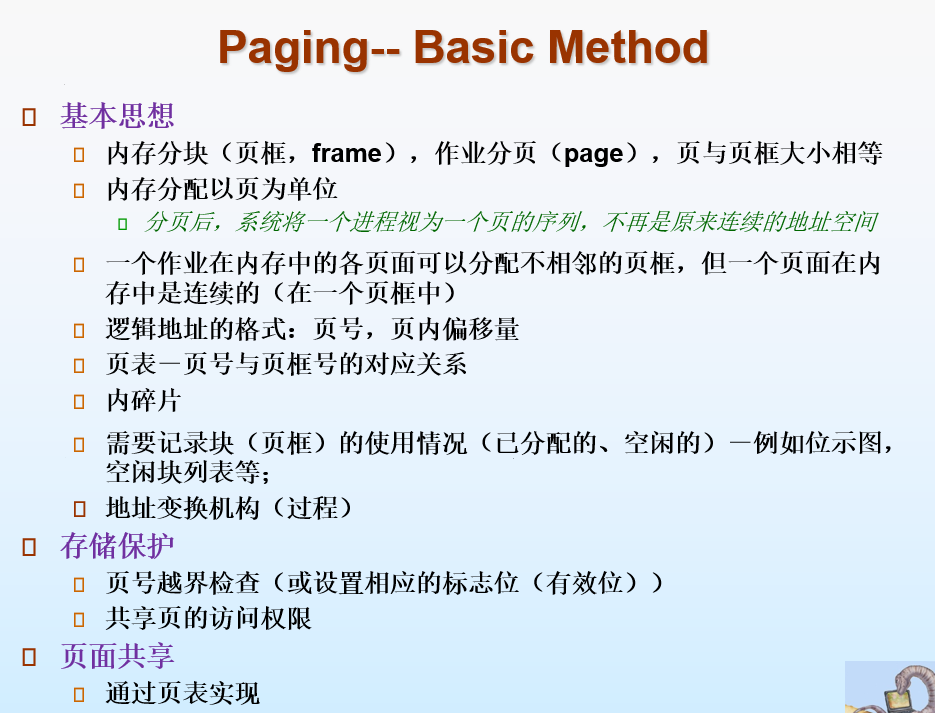 Paging-- Basic Method
基本思想
内存分块（页框，frame），作业分页（page），页与页框大小相等
内存分配以页为单位
分页后，系统将一个进程视为一个页的序列，不再是原来连续的地址空间
一个作业在内存中的各页面可以分配不相邻的页框，但一个页面在内
存中是连续的（在一个页框中）
逻辑地址的格式：页号，页内偏移量
页表－页号与页框号的对应关系
内碎片
需要记录块（页框）的使用情况（已分配的、空闲的）－例如位示图，
空闲块列表等；
地址变换机构（过程）
存储保护
页号越界检查（或设置相应的标志位（有效位））
共享页的访问权限
页面共享
通过页表实现